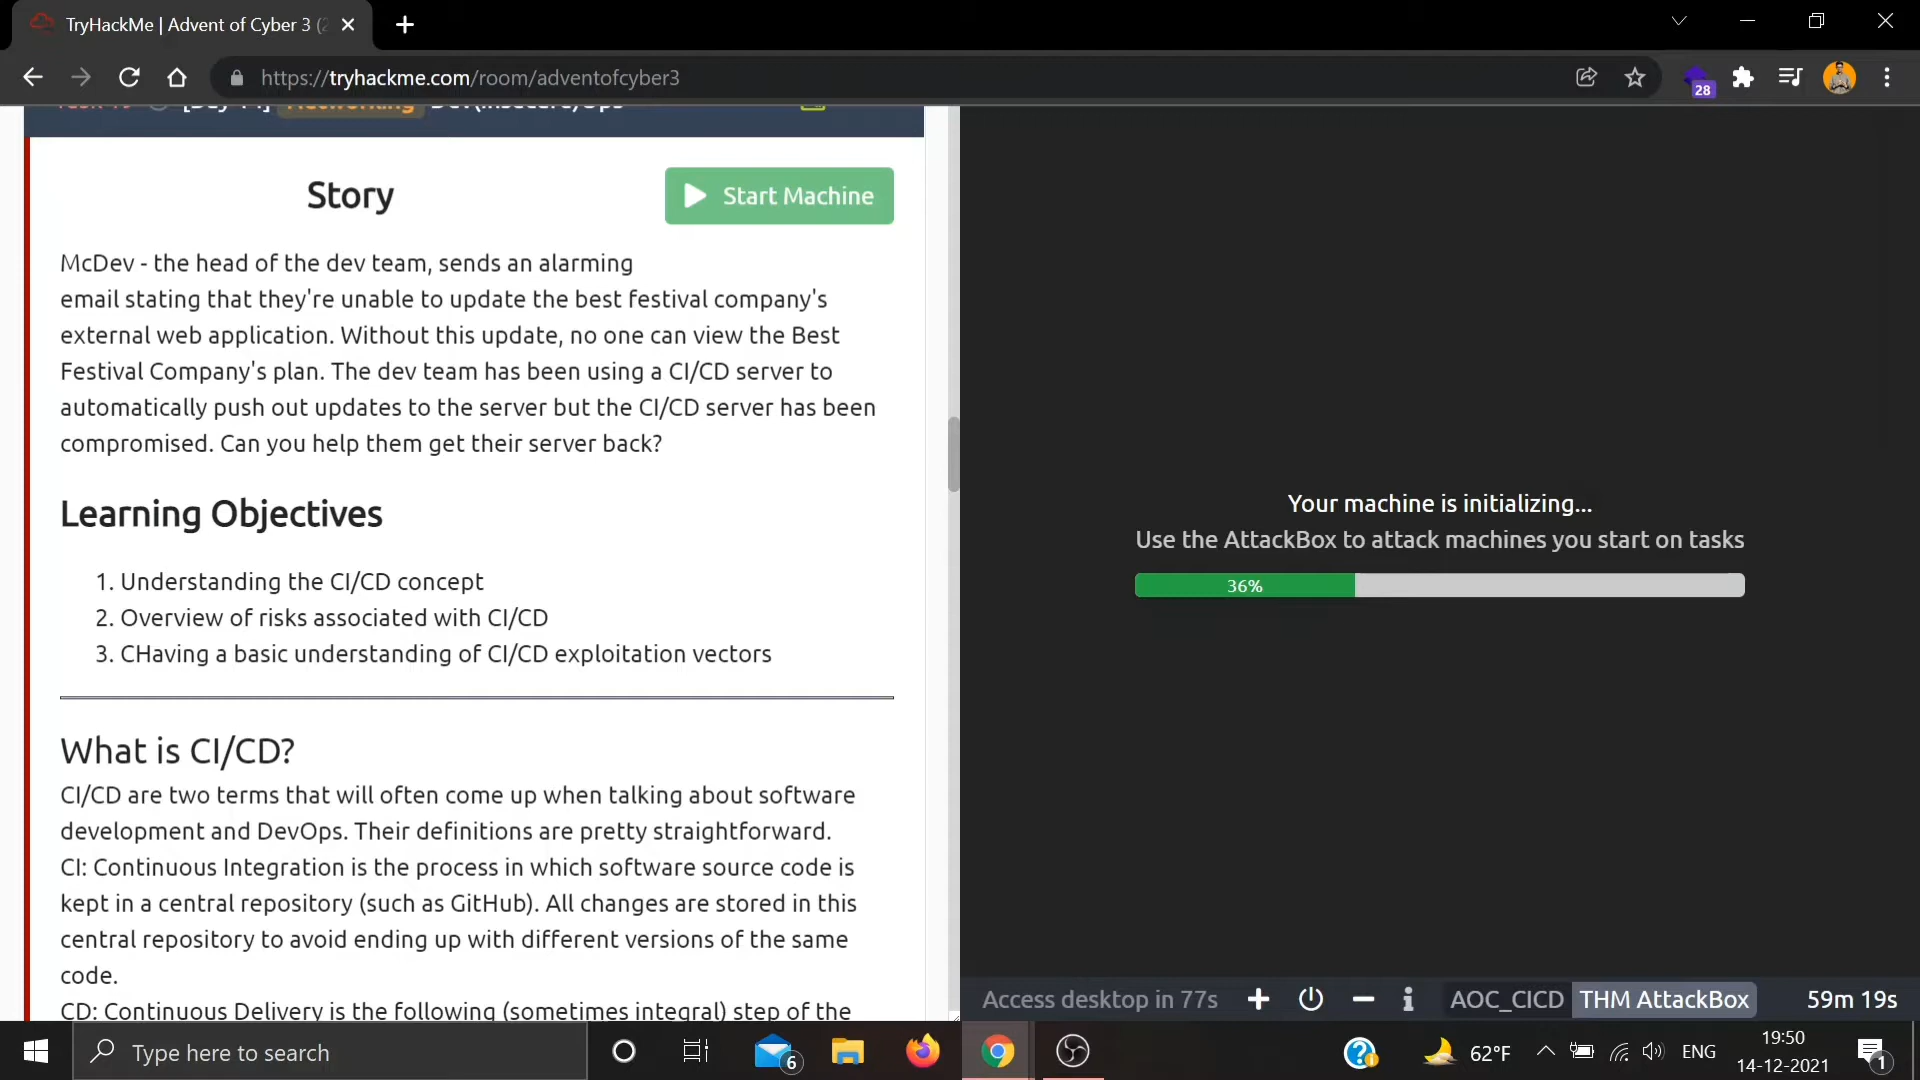 TryHackMe | Advent of Cyber 3 (
https://tryhackme.com/room/adventofcyber3
28
Story
Start Machine
McDev - the head of the dev team, sends an alarming
email stating that they're unable to update the best festival company's
external web application. Without this update, no one can view the Best
Festival Company's plan. The dev team has been using a CI/CD server to
automatically push out updates to the server but the CI/CD server has been
compromised. Can you help them get their server back?
Learning Objectives
1. Understanding the CI/CD concept
2. Overview of risks associated with CI/CD
3. CHaving a basic understanding of CI/CD exploitation vectors
What is CI/CD?
CI/CD are two terms that will often come up when talking about software
development and DevOps. Their definitions are pretty straightforward.
CI: Continuous Integration is the process in which software source code is
kept in a central repository (such as GitHub). All changes are stored in this
central repository to avoid ending up with different versions of the same
code.
CD: Continuous Delivery is the following (sometimes integral) step of the
Your machine is initializing...
Use the AttackBox to attack machines you start on tasks
36%
Access desktop in 77s
AOC_CICD
THM AttackBox
59m 19s
Type here to search
6
62°F
ENG
19:50
14-12-2021
1